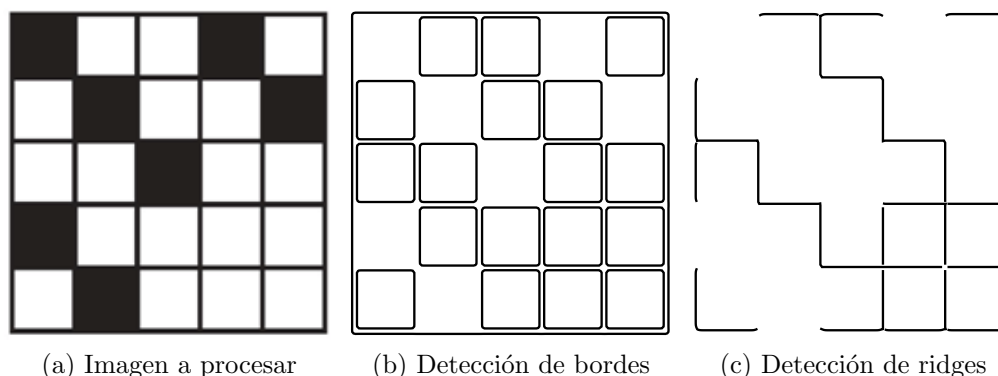 (a) Imagen a procesar
(b) Detección de bordes
(c) Detección de ridges